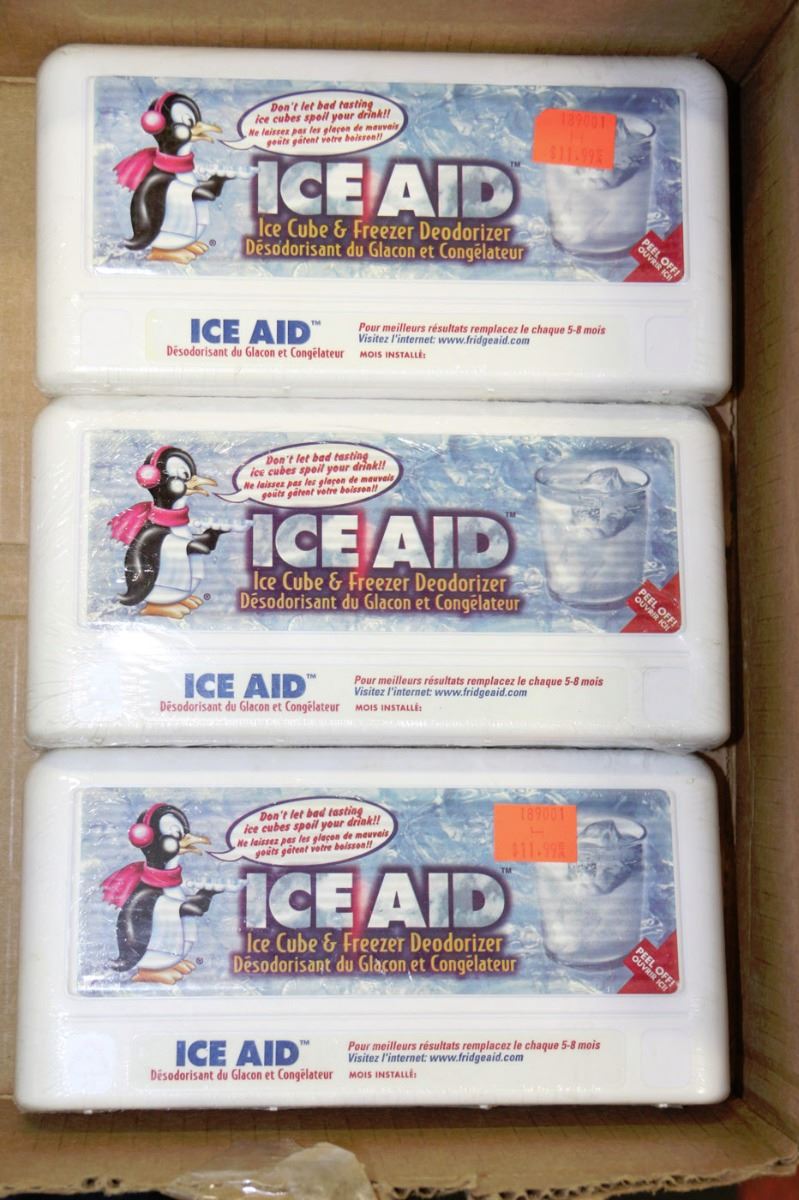 Don't let bad tasting
ice cubes spoil your drink!!
Ne laissez pas les glaçon de mauvais
goûts gâtent votre boisson!!
189001
$11.99
ICE AID™
Ice Cube & Freezer Deodorizer
Désodorisant du Glacon et Congélateur
®
PEEL OFF!
OUVRIR ICI!
ICE AID™
Désodorisant du Glacon et Congélateur
Pour meilleurs résultats remplacez le chaque 5-8 mois
Visitez l'internet: www.fridgeaid.com
MOIS INSTALLÉ:
Don't let bad tasting
ice cubes spoil your drink!!
Ne laissez pas les glaçon de mauvais
goûts gâtent votre boisson!!
ICE AID™
Ice Cube & Freezer Deodorizer
Désodorisant du Glacon et Congélateur
®
PEEL OFF!
OUVRIR ICI!
ICE AID™
Désodorisant du Glacon et Congélateur
Pour meilleurs résultats remplacez le chaque 5-8 mois
Visitez l'internet: www.fridgeaid.com
MOIS INSTALLÉ:
Don't let bad tasting
ice cubes spoil your drink!!
Ne laissez pas les glaçon de mauvais
goûts gâtent votre boisson!!
189001
$11.99
ICE AID™
Ice Cube & Freezer Deodorizer
Désodorisant du Glacon et Congélateur
®
PEEL OFF!
OUVRIR ICI!
ICE AID™
Désodorisant du Glacon et Congélateur
Pour meilleurs résultats remplacez le chaque 5-8 mois
Visitez l'internet: www.fridgeaid.com
MOIS INSTALLÉ: